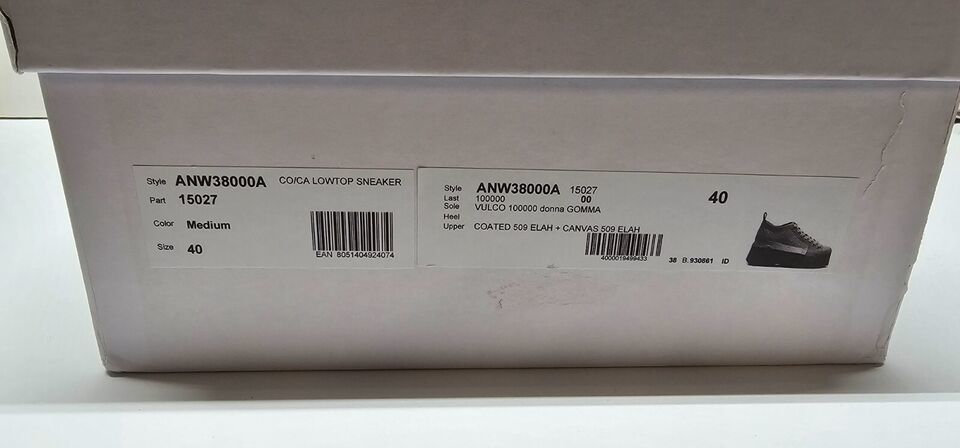 Style ANW38000A CO/CA LOWTOP SNEAKER
Part 15027
Color Medium
Size 40
EAN 8051404924074
Style ANW38000A 15027 40
Last 100000 00
Sole VULCO 100000 donna GOMMA
Heel
Upper COATED 509 ELAH + CANVAS 509 ELAH
4000019499433
38 B. 930861 ID